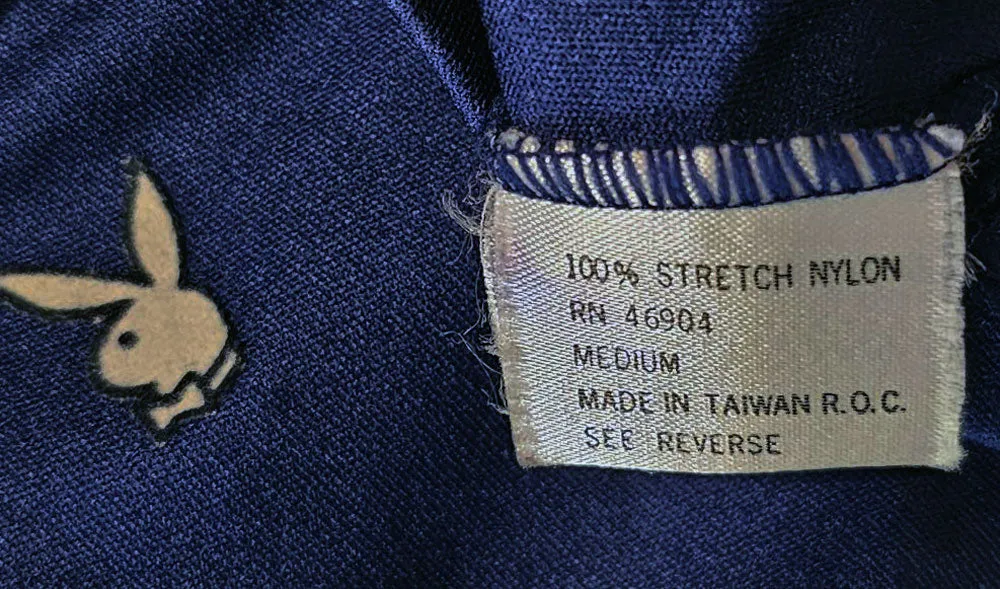 100% STRETCH NYLON
RN 46904
MEDIUM
MADE IN TAIWAN R.O.C.
SEE REVERSE